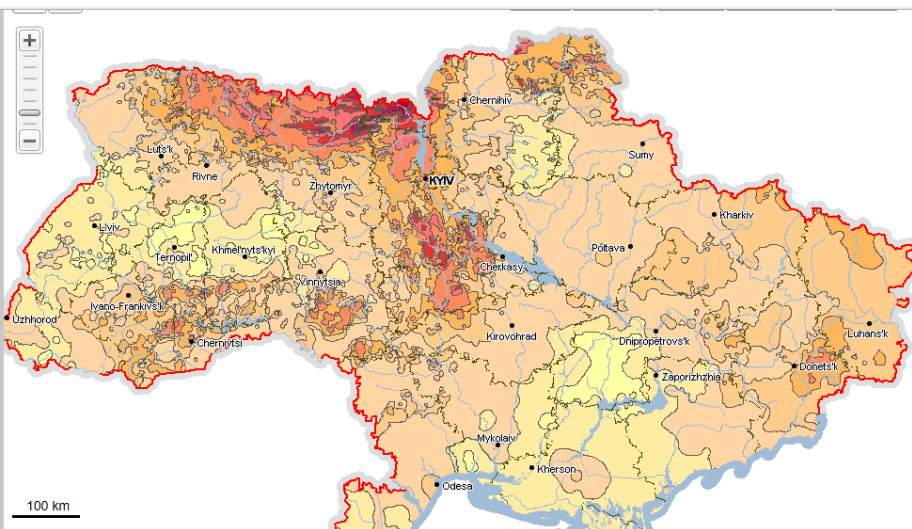 +
Chernihiv
Luts'k
Sumy
Rivne
KYIV
Zhytomyr
Kharkiv
L'viv
Ternopil'
Khmel'nyts'kyi
Poltava
Cherkasy
Vinnytsia
Ivano-Frankivs'k
Uzhhorod
Luhans'k
Kirovohrad
Dnipropetrovs'k
Chernivtsi
Donets'k
Zaporizhzhia
Mykolaiv
Kherson
Odesa
100 km